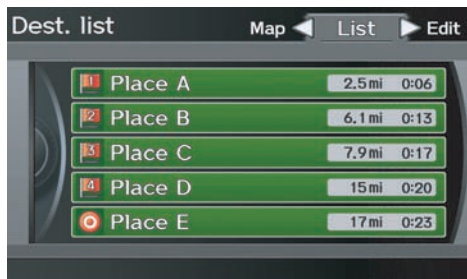 Dest. list Map List Edit
1 Place A 2.5mi 0:06
2 Place B 6.1mi 0:13
3 Place C 7.9mi 0:17
4 Place D 15mi 0:20
Place E 17mi 0:23